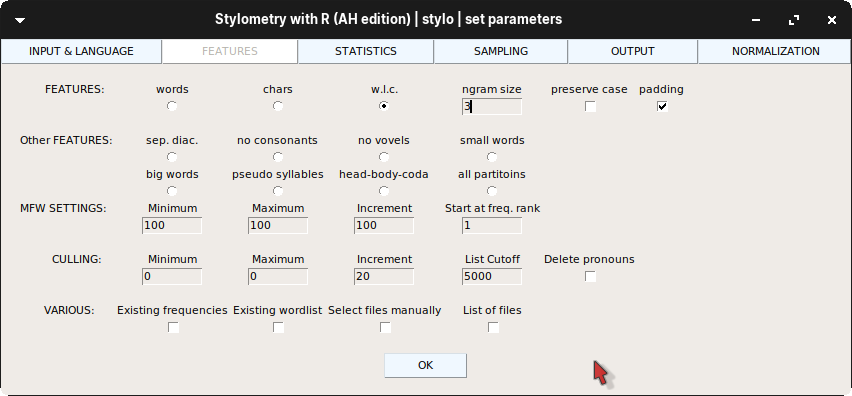 Stylometry with R (AH edition) | stylo | set parameters
INPUT & LANGUAGE FEATURES STATISTICS SAMPLING OUTPUT NORMALIZATION
FEATURES: words chars w.l.c. ngram size preserve case padding
3
Other FEATURES: sep. diac. no consonants no vovels small words
big words pseudo syllables head-body-coda all partitoins
MFW SETTINGS: Minimum Maximum Increment Start at freq. rank
100 100 100 1
CULLING: Minimum Maximum Increment List Cutoff Delete pronouns
0 0 20 5000
VARIOUS: Existing frequencies Existing wordlist Select files manually List of files
OK